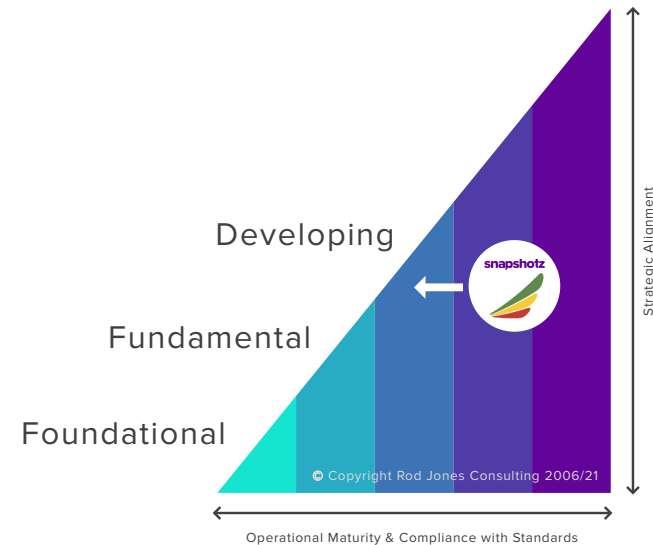 Developing
snapshotz
Strategic Alignment
Fundamental
Foundational
© Copyright Rod Jones Consulting 2006/21
Operational Maturity & Compliance with Standards